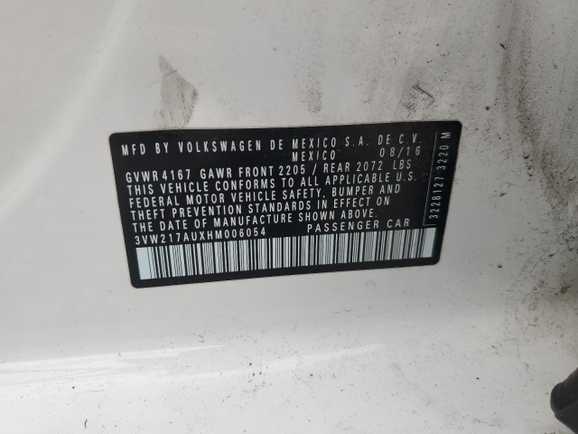 MFD BY VOLKSWAGEN DE MEXICO S.A. DE C.V.
MEXICO 08/16
GVWR 4167 GAWR FRONT 2205 / REAR 2072 LBS
THIS VEHICLE CONFORMS TO ALL APPLICABLE U.S.
FEDERAL MOTOR VEHICLE SAFETY, BUMPER AND
THEFT PREVENTION STANDARDS IN EFFECT ON
THE DATE OF MANUFACTURE SHOWN ABOVE.
3VW217AUXHM006054 PASSENGER CAR
3228127 3220 M